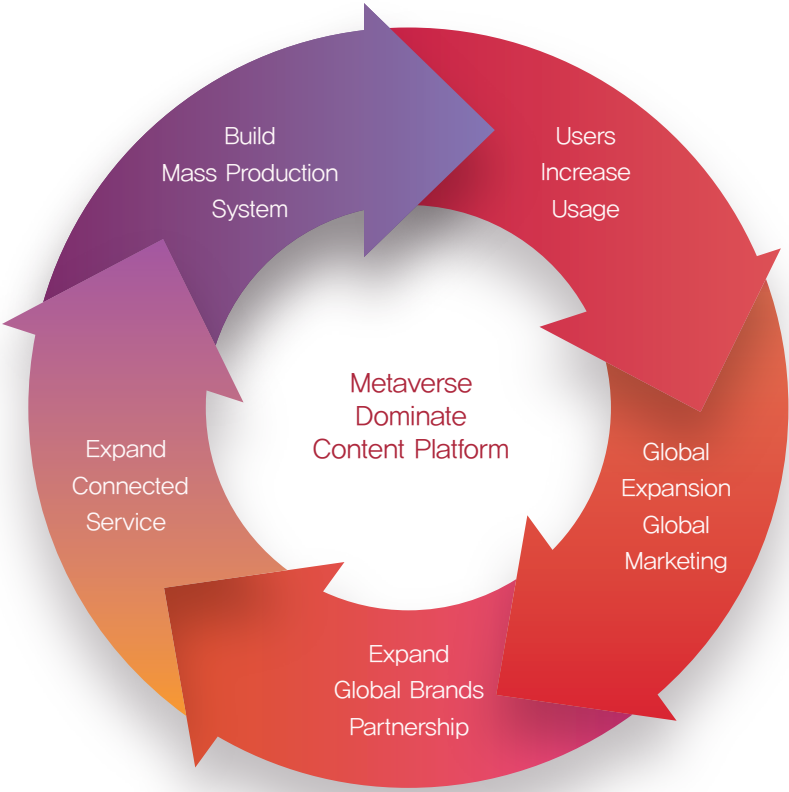 Build
Mass Production
System
Users
Increase
Usage
Metaverse
Dominate
Content Platform
Global
Expansion
Global
Marketing
Expand
Connected
Service
Expand
Global Brands
Partnership